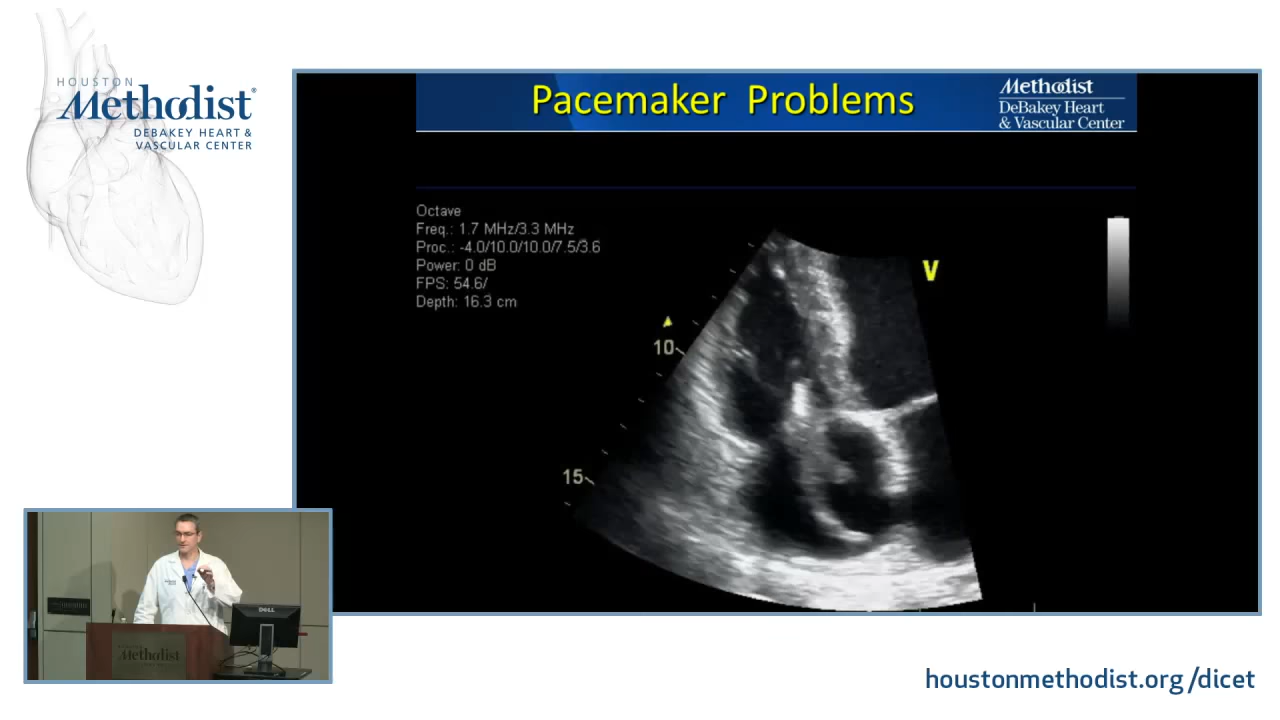 HOUSTON
Methodist®
DEBAKEY HEART &
VASCULAR CENTER
Pacemaker Problems
Methodist
DeBakey Heart
& Vascular Center
Octave
Freq.: 1.7 MHz/3.3 MHz
Proc.: -4.0/10.0/10.0/7.5/3.6
Power: 0 dB
FPS: 54.6/
Depth: 16.3 cm
V
10
15
DELL
Methodist
houstonmethodist.org/dicet